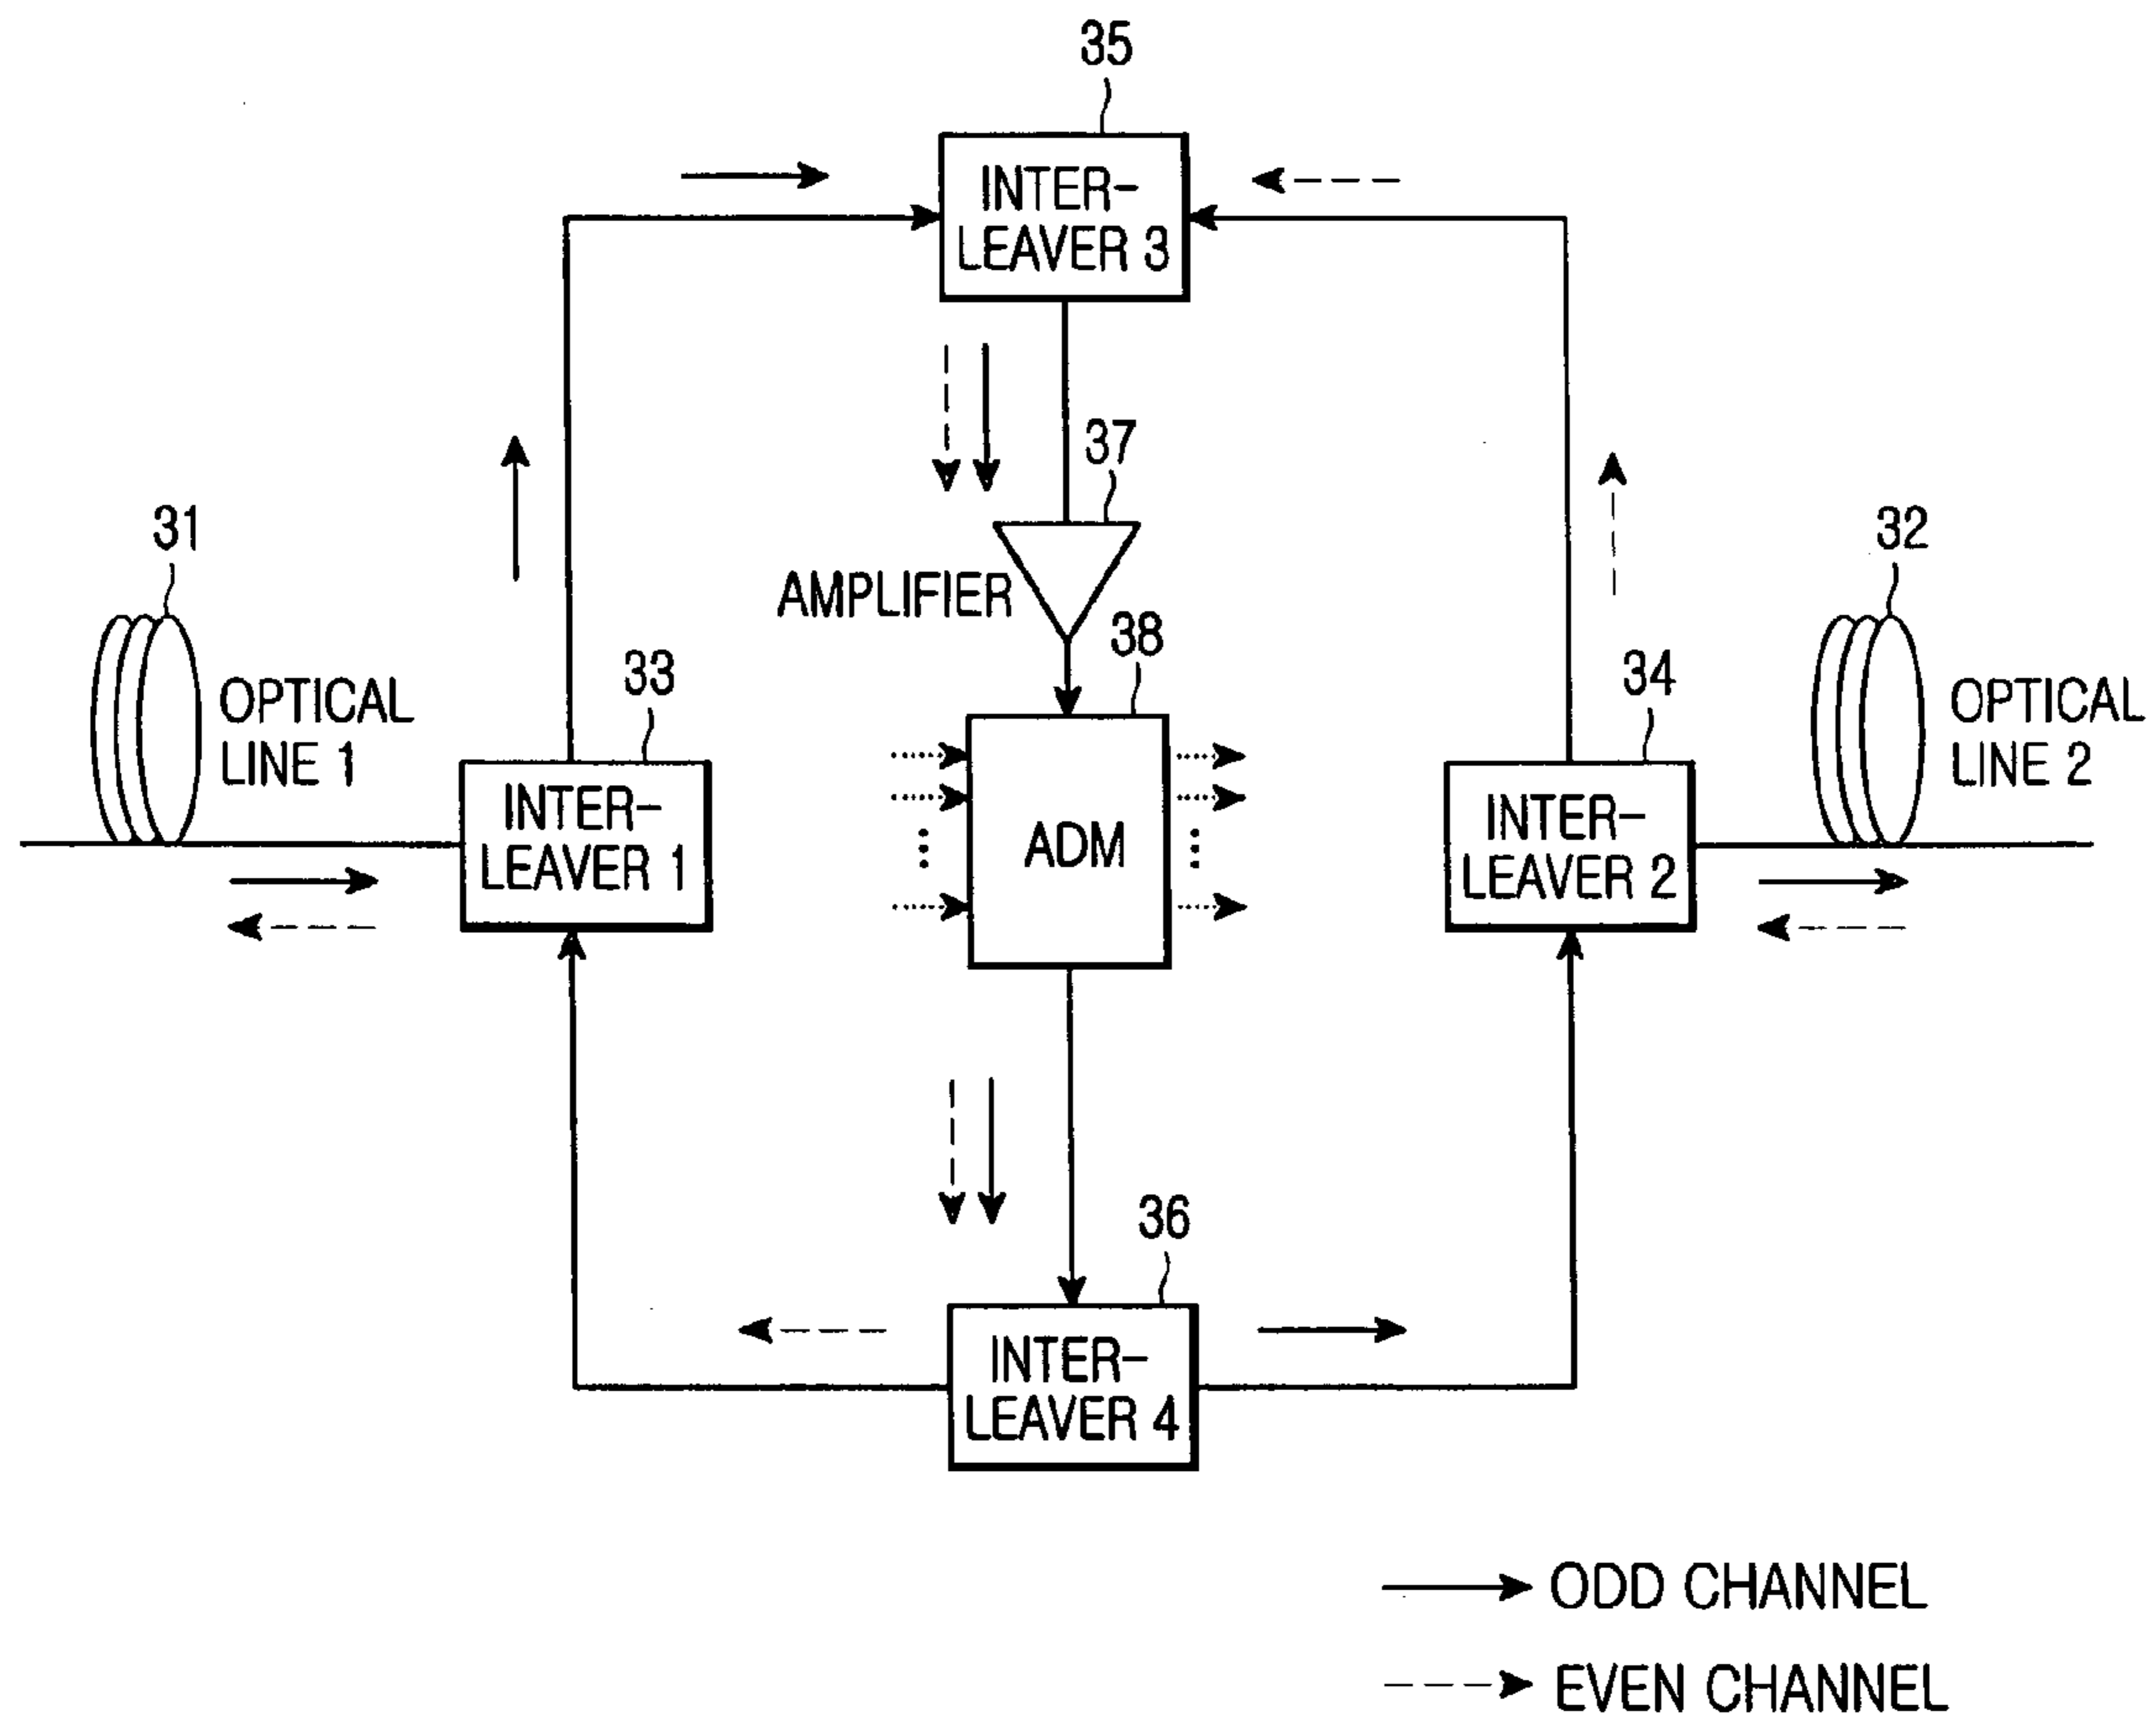 35
INTER-
LEAVER 3
37
AMPLIFIER
38
31
OPTICAL
LINE 1
33
INTER-
LEAVER 1
ADM
34
INTER-
LEAVER 2
32
OPTICAL
LINE 2
36
INTER-
LEAVER 4
ODD CHANNEL
EVEN CHANNEL